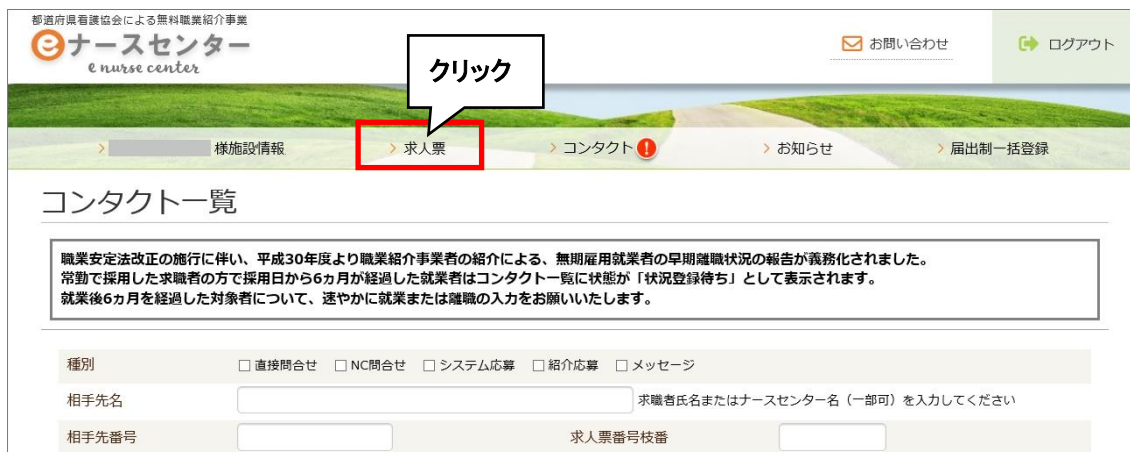 都道府県看護協会による無料職業紹介事業
eナースセンター
e nurse center
お問い合わせ
ログアウト
クリック
様施設情報
求人票
コンタクト
お知らせ
届出制一括登録
コンタクト一覧
職業安定法改正の施行に伴い、平成30年度より職業紹介事業者の紹介による、無期雇用就業者の早期離職状況の報告が義務化されました。
常勤で採用した求職者の方で採用日から6ヵ月が経過した就業者はコンタクト一覧に状態が「状況登録待ち」として表示されます。
就業後6ヵ月を経過した対象者について、速やかに就業または離職の入力をお願いいたします。
種別 直接問合せ NC問合せ システム応募 紹介応募 メッセージ
相手先名 求職者氏名またはナースセンター名（一部可）を入力してください
相手先番号 求人票番号枝番